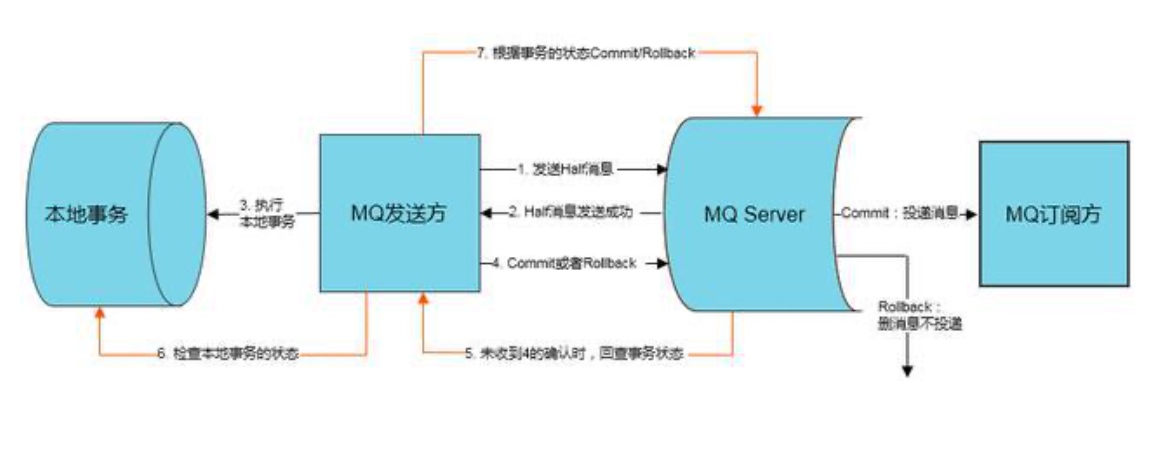 7. 根据事务的状态Commit/Rollback
1. 发送Half消息
本地事务
3. 执行
本地事务
MQ发送方
2. Half消息发送成功
MQ Server
Commit：投递消息
MQ订阅方
4. Commit或者Rollback
Rollback：
删消息不投递
6. 检查本地事务的状态
5. 未收到4的确认时，回查事务状态